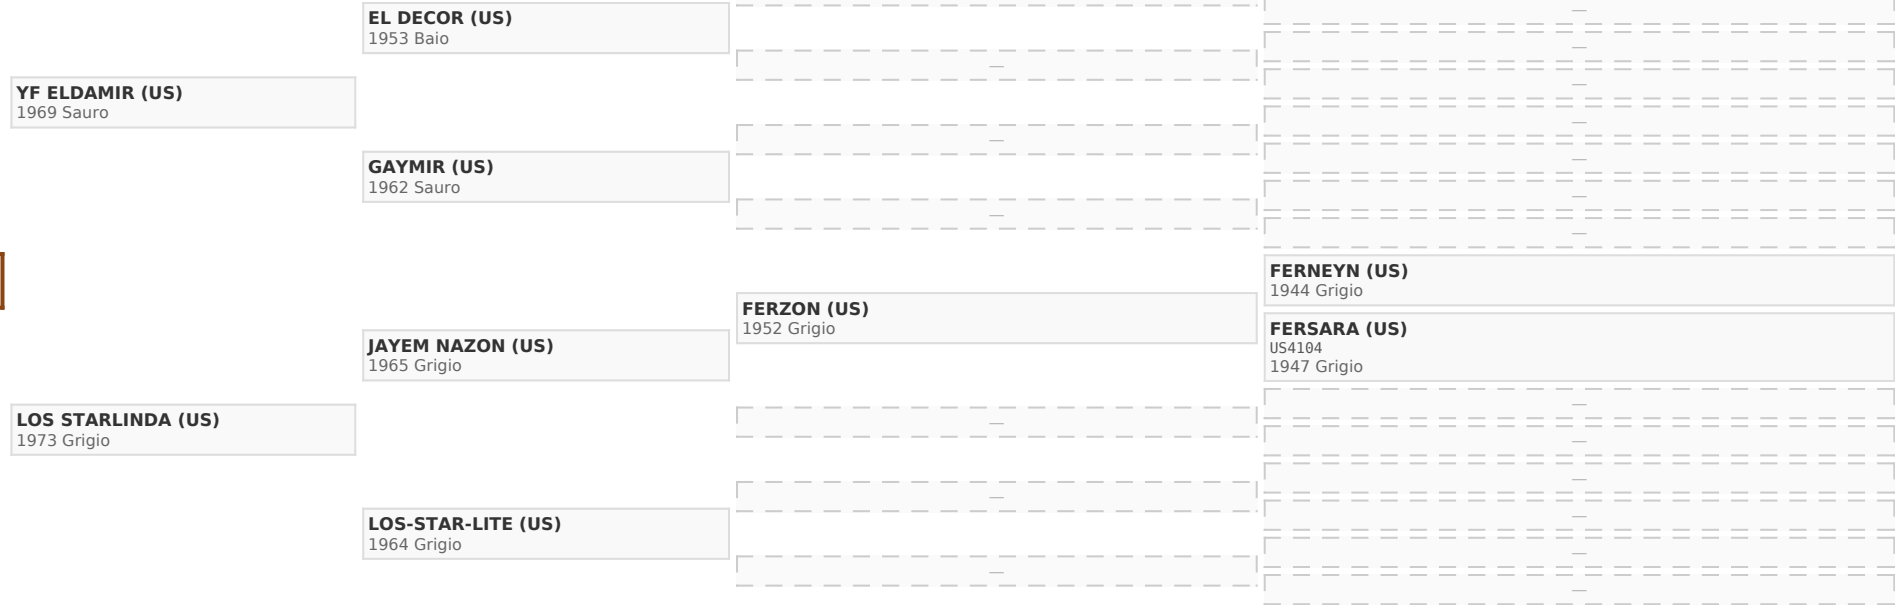 EL DECOR (US)
1953 Baio
—
—
—
YF ELDAMIR (US)
1969 Sauro
—
—
—
GAYMIR (US)
1962 Sauro
—
—
—
—
FERNEYN (US)
1944 Grigio
FERZON (US)
1952 Grigio
FERSARA (US)
US4104
1947 Grigio
JAYEM NAZON (US)
1965 Grigio
LOS STARLINDA (US)
1973 Grigio
—
—
—
—
—
—
LOS-STAR-LITE (US)
1964 Grigio
—
—
—